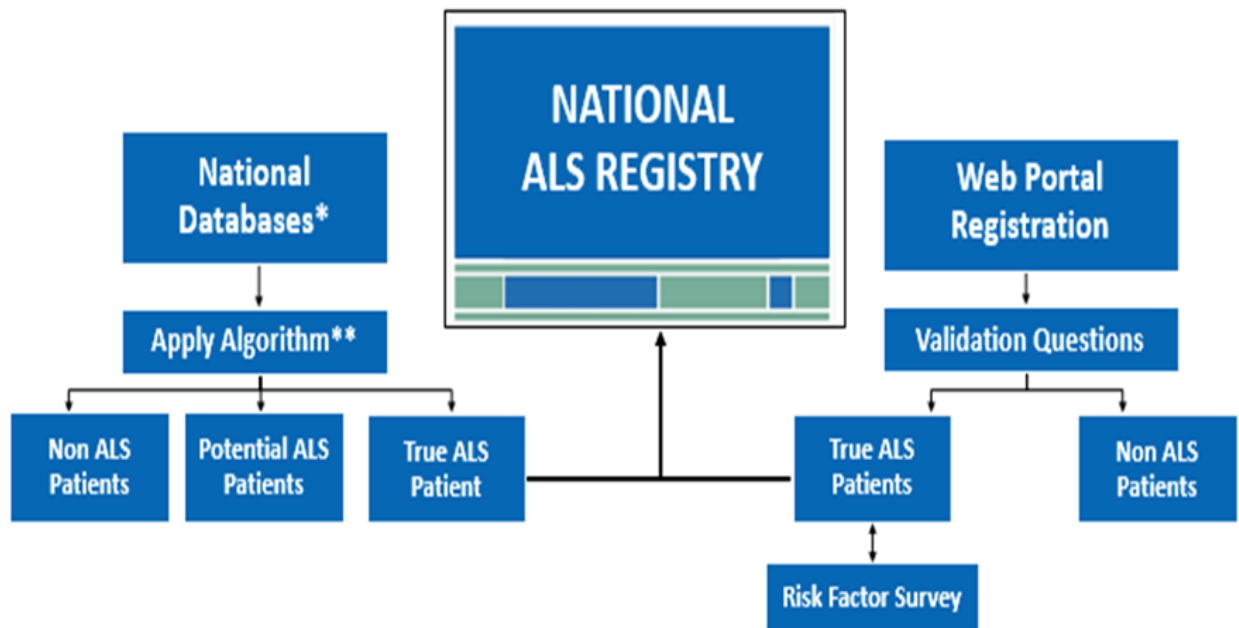 NATIONAL
ALS REGISTRY
National
Databases*
Web Portal
Registration
Apply Algorithm**
Validation Questions
Non ALS
Patients
Potential ALS
Patients
True ALS
Patient
True ALS
Patients
Non ALS
Patients
Risk Factor Survey